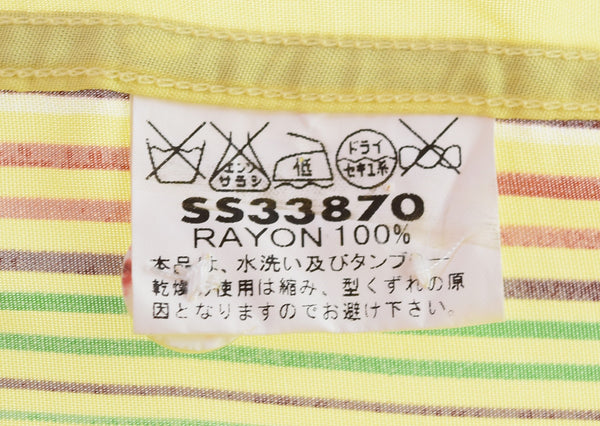 エンソ サラシ 低 ドライ セキユ系
SS33870
RAYON 100%
本品は、水洗い及びタンブ
乾燥 使用は縮み、型くずれの原
因となりますのでお避け下さい。